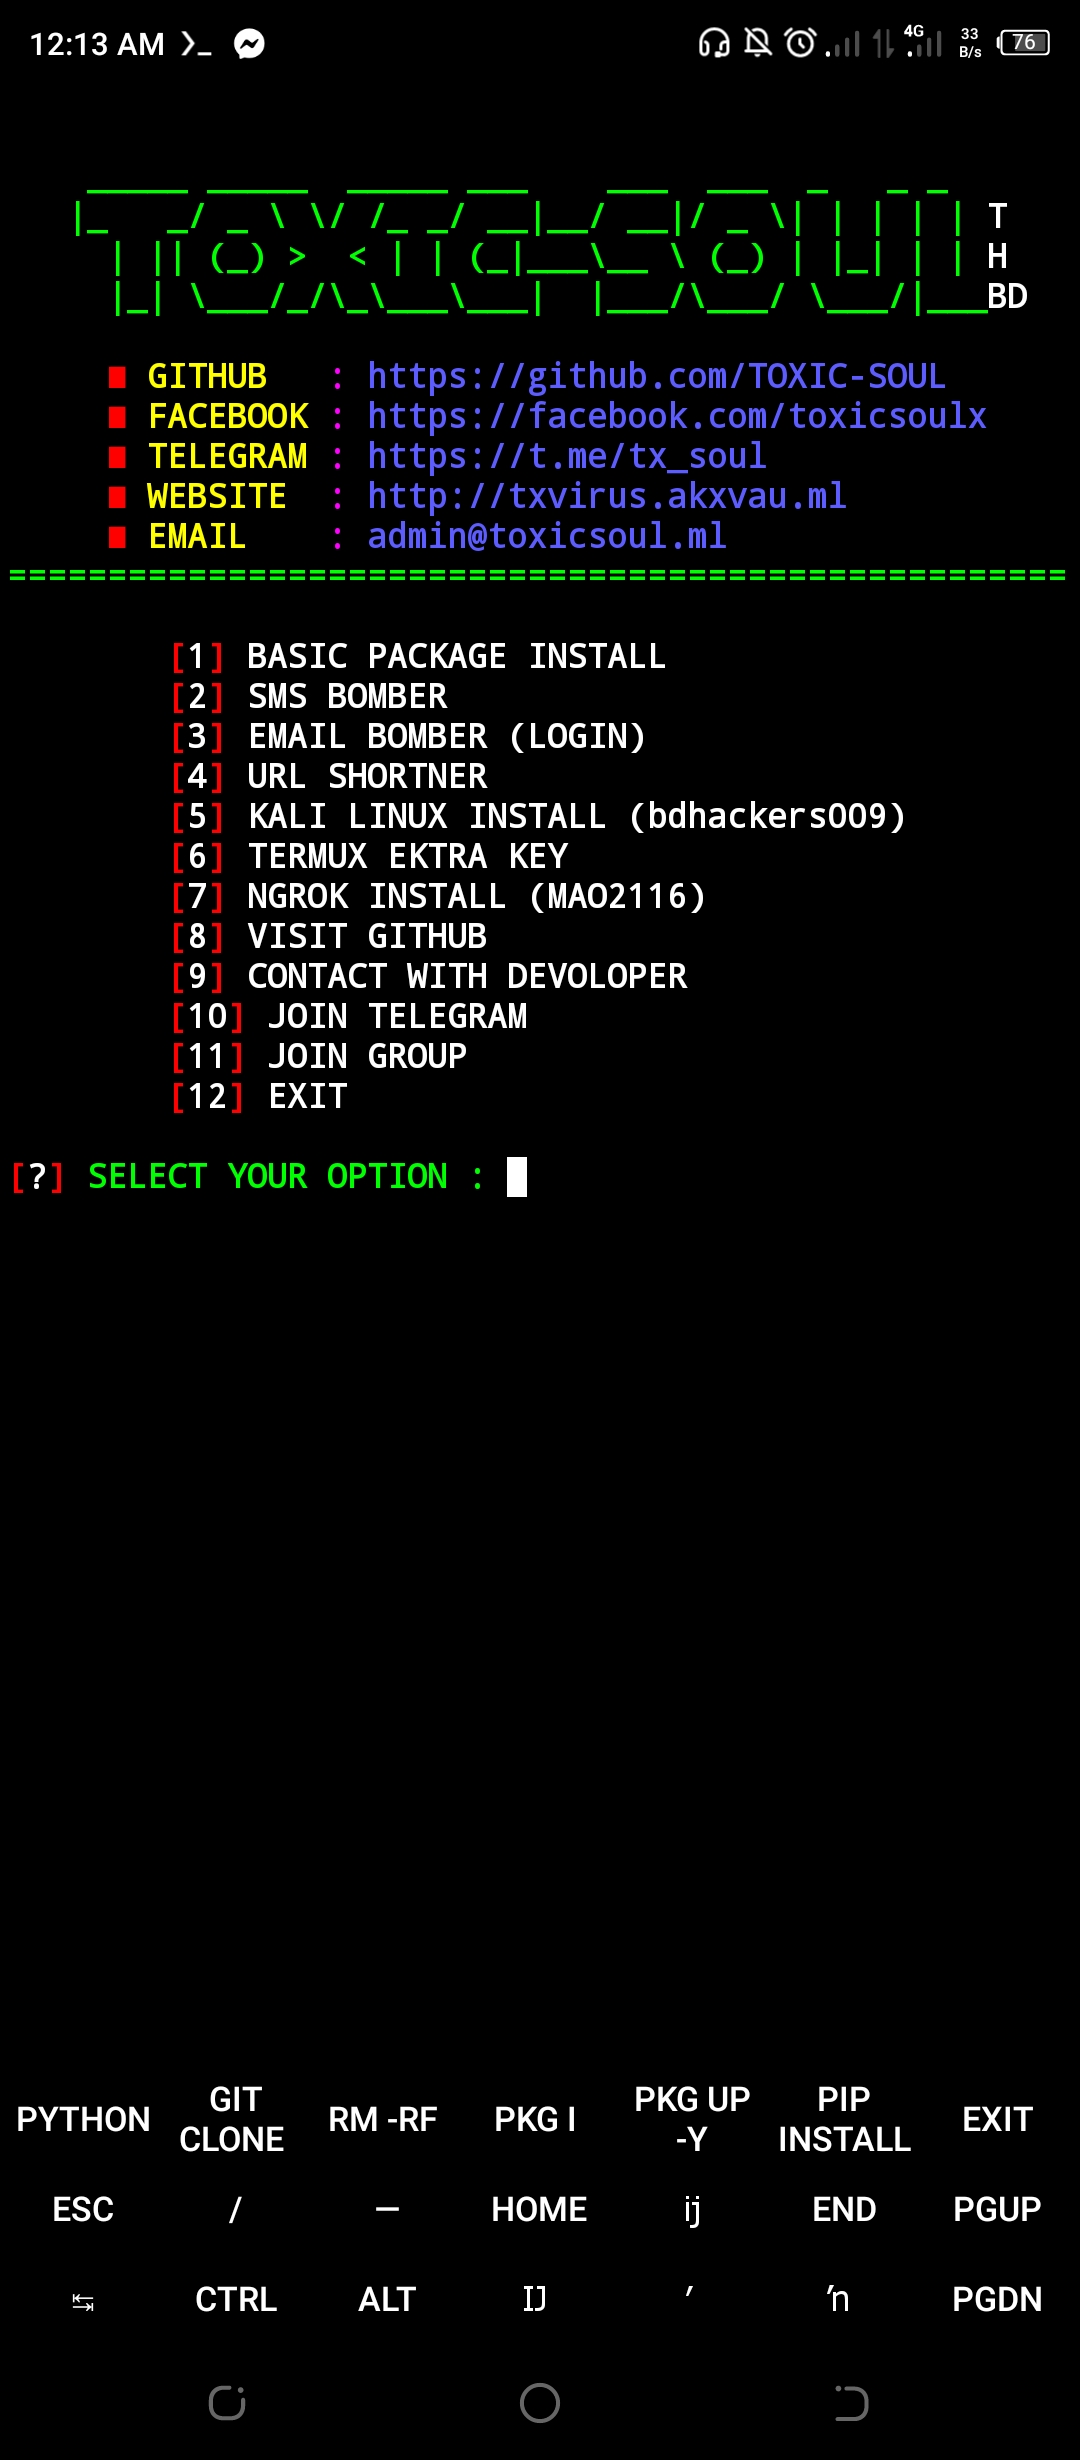 12:13 AM 4G 33 B/s 76
TOXIC-SOUL T
H
BD
GITHUB : https://github.com/TOXIC-SOUL
FACEBOOK : https://facebook.com/toxicsoulx
TELEGRAM : https://t.me/tx_soul
WEBSITE : http://txvirus.akxvau.ml
EMAIL : admin@toxicsoul.ml
=====================================================
[1] BASIC PACKAGE INSTALL
[2] SMS BOMBER
[3] EMAIL BOMBER (LOGIN)
[4] URL SHORTNER
[5] KALI LINUX INSTALL (bdhackers009)
[6] TERMUX EKTRA KEY
[7] NGROK INSTALL (MAO2116)
[8] VISIT GITHUB
[9] CONTACT WITH DEVOLOPER
[10] JOIN TELEGRAM
[11] JOIN GROUP
[12] EXIT
[?] SELECT YOUR OPTION :
PYTHON GIT CLONE RM -RF PKG I PKG UP -Y PIP INSTALL EXIT
ESC / — HOME ĳ END PGUP
↹ CTRL ALT Ĳ ′ ŉ PGDN